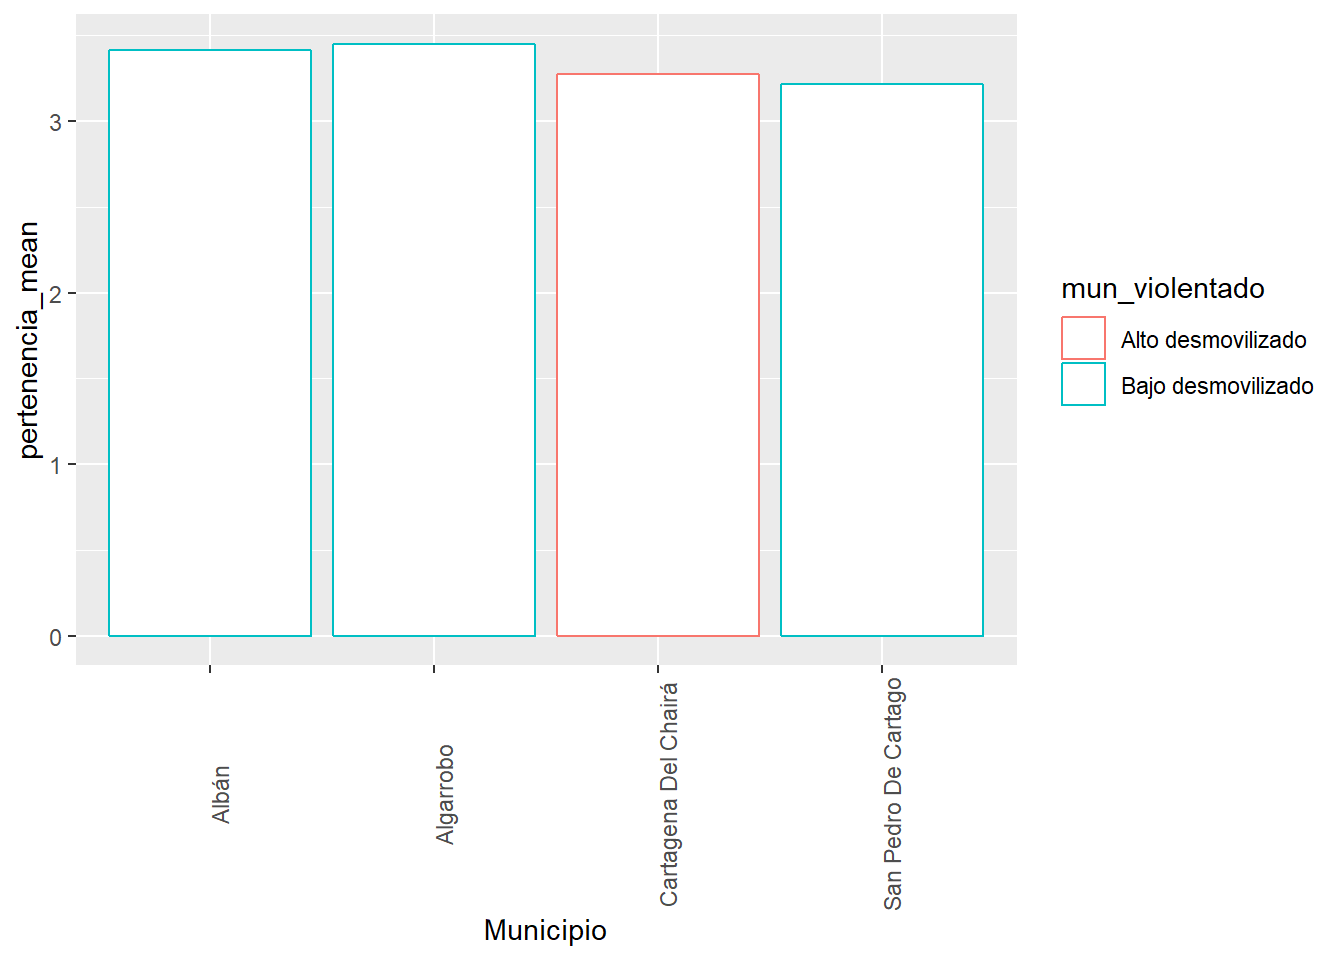 pertenencia_mean
3
2
1
0
Albán
Algarrobo
Cartagena Del Chairá
San Pedro De Cartago
Municipio
mun_violentado
Alto desmovilizado
Bajo desmovilizado